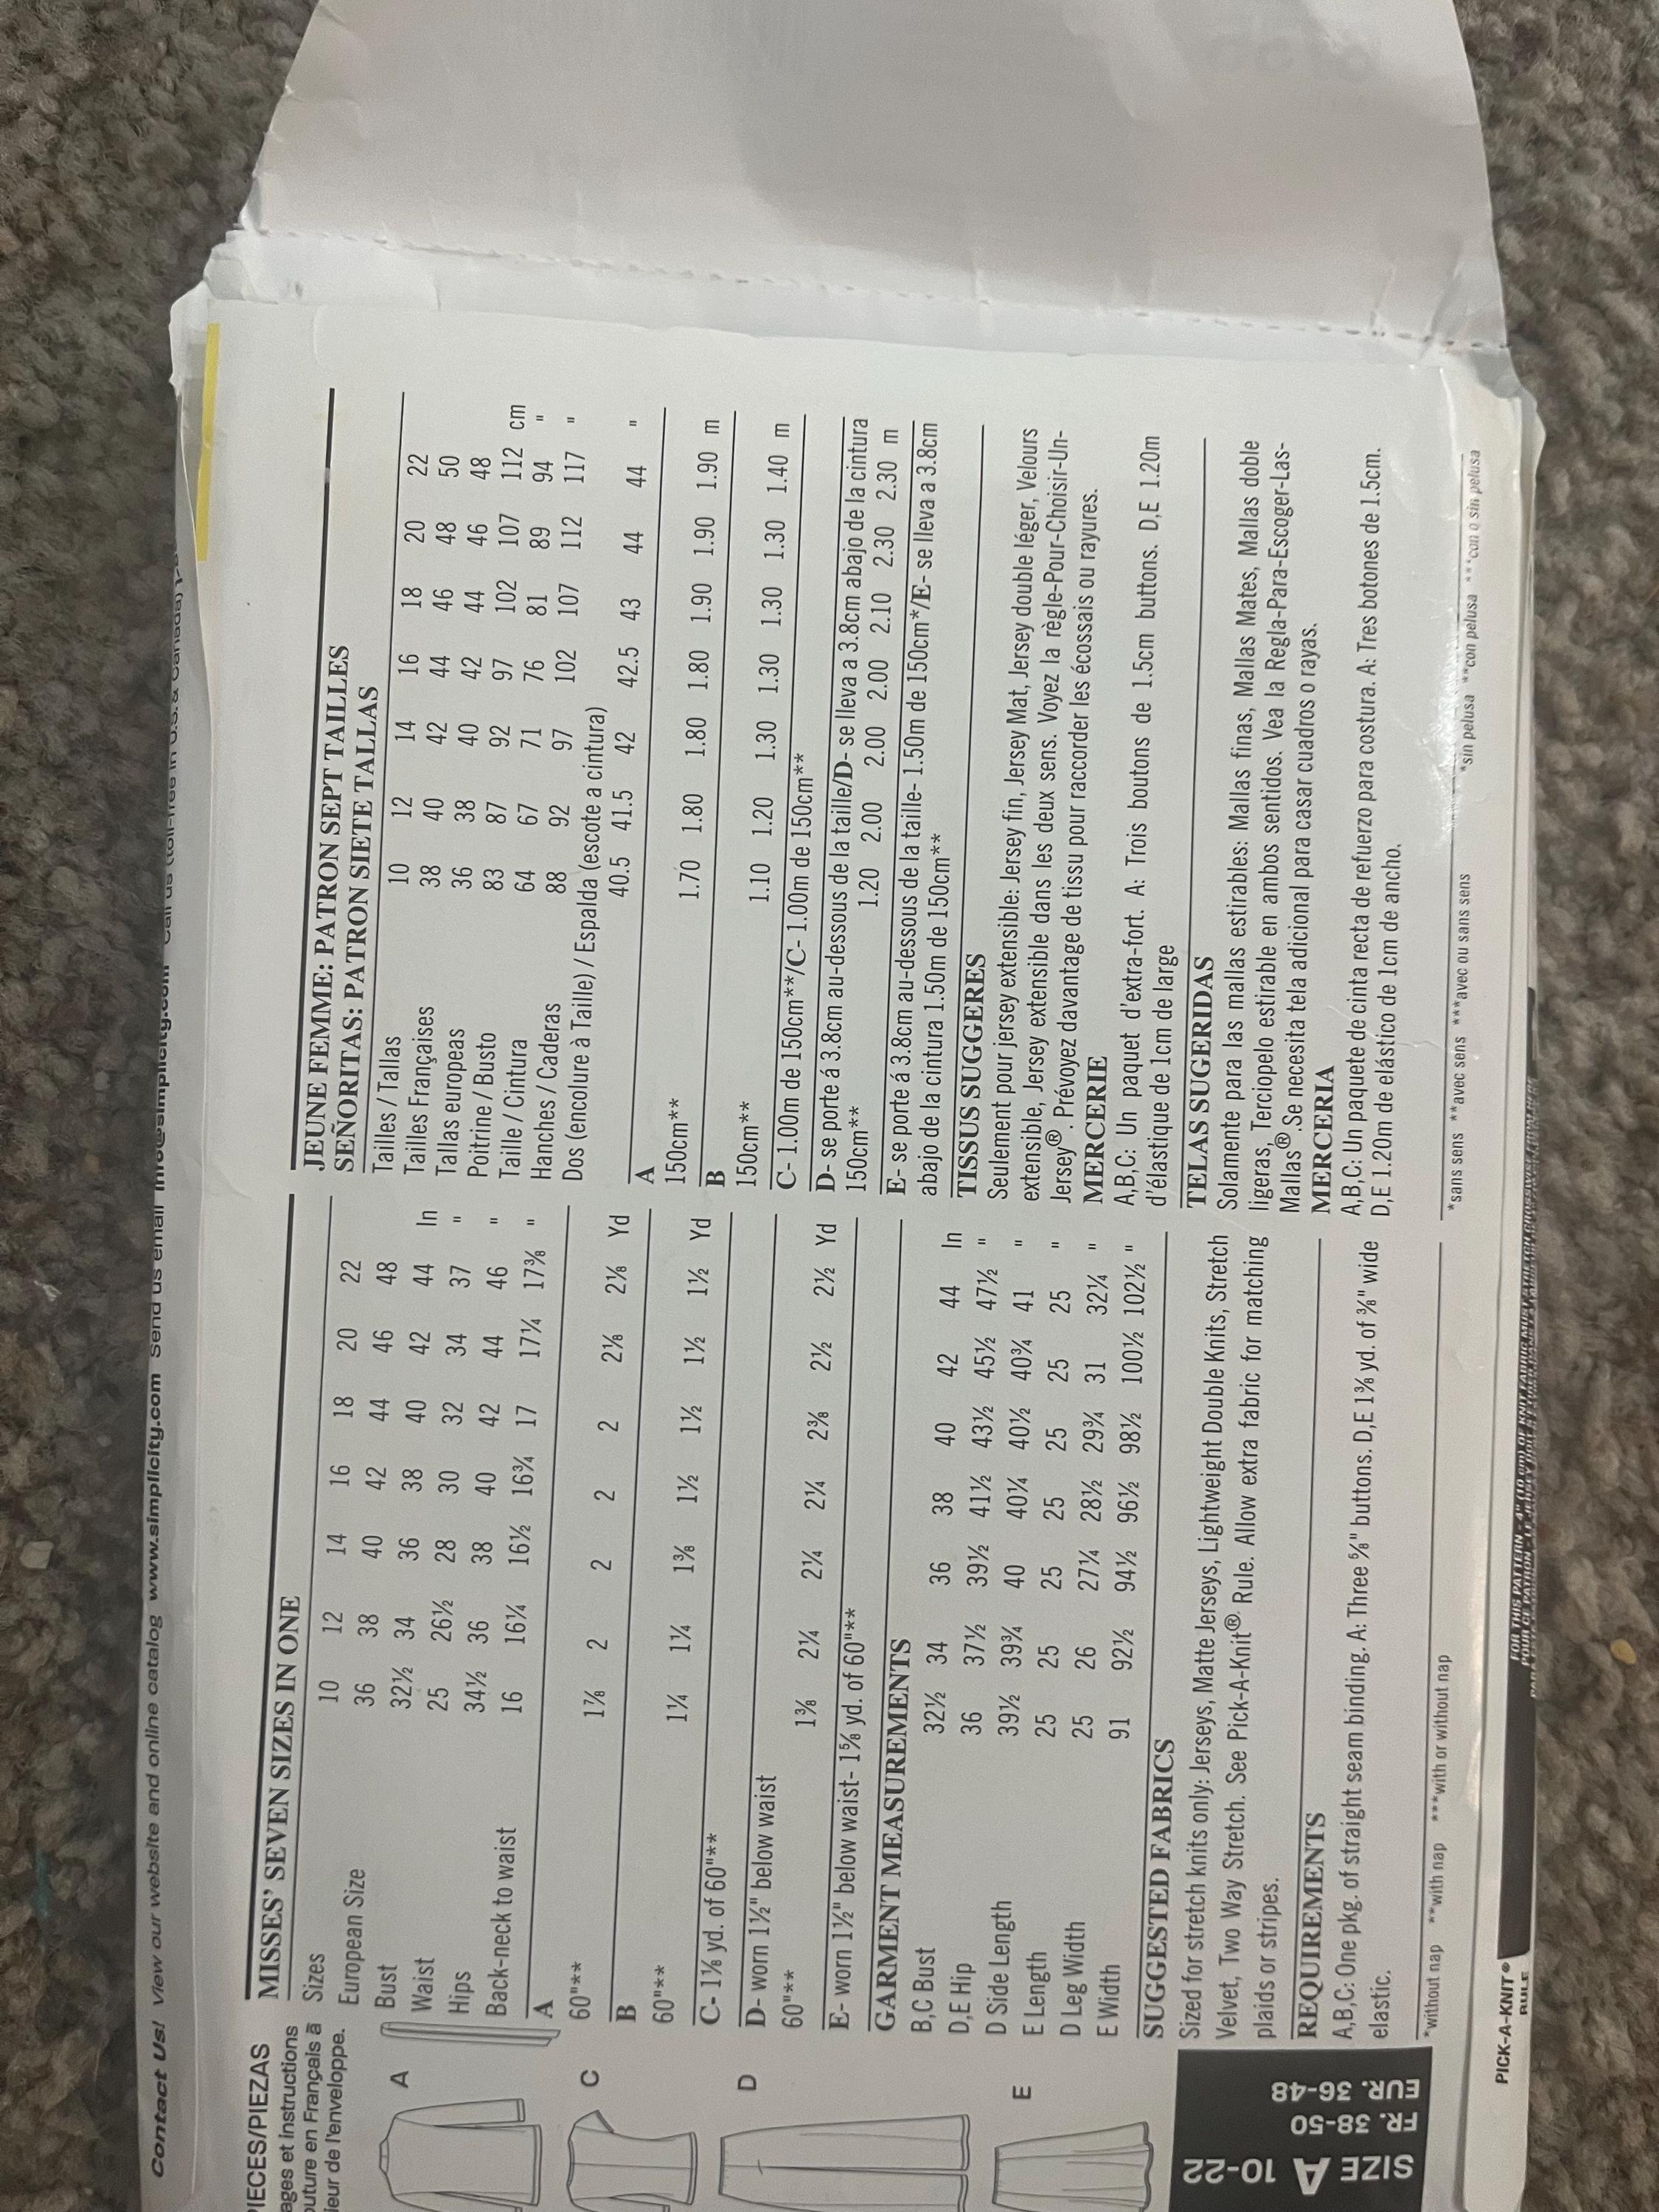 Contact Us! View our website and online catalog www.simplicity.com Send us email info@simplicity.com Call us (toll-free in U.S. & Canada) 1-
PIECES/PIEZAS
ages et instructions
outure en Français à
ieur de l'enveloppe.
A
C
D
E
SIZE A 10-22
FR. 38-50
EUR. 36-48
MISSES' SEVEN SIZES IN ONE
Sizes 10 12 14 16 18 20 22
European Size 36 38 40 42 44 46 48
Bust 32½ 34 36 38 40 42 44 In
Waist 25 26½ 28 30 32 34 37 "
Hips 34½ 36 38 40 42 44 46 "
Back-neck to waist 16 16¼ 16½ 16¾ 17 17¼ 17⅜ "
A
60"** 1⅞ 2 2 2 2 2⅛ 2⅛ Yd
B
60"** 1¼ 1¼ 1⅜ 1½ 1½ 1½ 1½ Yd
C- 1⅛ yd. of 60"**
D- worn 1½" below waist
60"** 1⅜ 2¼ 2¼ 2¼ 2⅜ 2½ 2½ Yd
E- worn 1½" below waist- 1⅝ yd. of 60"**
GARMENT MEASUREMENTS
B,C Bust 32½ 34 36 38 40 42 44 In
D,E Hip 36 37½ 39½ 41½ 43½ 45½ 47½ "
D Side Length 39½ 39¾ 40 40¼ 40½ 40¾ 41 "
E Length 25 25 25 25 25 25 25 "
D Leg Width 25 26 27¼ 28½ 29¾ 31 32¼ "
E Width 91 92½ 94½ 96½ 98½ 100½ 102½ "
SUGGESTED FABRICS
Sized for stretch knits only: Jerseys, Matte Jerseys, Lightweight Double Knits, Stretch
Velvet, Two Way Stretch. See Pick-A-Knit® Rule. Allow extra fabric for matching
plaids or stripes.
REQUIREMENTS
A,B,C: One pkg. of straight seam binding. A: Three ⅝" buttons. D,E 1⅜ yd. of ⅜" wide
elastic.
*without nap **with nap ***with or without nap
JEUNE FEMME: PATRON SEPT TAILLES
SEÑORITAS: PATRON SIETE TALLAS
Tailles / Tallas 10 12 14 16 18 20 22
Tailles Françaises 38 40 42 44 46 48 50
Tallas europeas 36 38 40 42 44 46 48
Poitrine / Busto 83 87 92 97 102 107 112 cm
Taille / Cintura 64 67 71 76 81 89 94 "
Hanches / Caderas 88 92 97 102 107 112 117 "
Dos (encolure à Taille) / Espalda (escote a cintura)
40.5 41.5 42 42.5 43 44 44 "
A
150cm** 1.70 1.80 1.80 1.80 1.90 1.90 1.90 m
B
150cm** 1.10 1.20 1.30 1.30 1.30 1.30 1.40 m
C- 1.00m de 150cm**/C- 1.00m de 150cm**
D- se porté á 3.8cm au-dessous de la taille/D- se lleva a 3.8cm abajo de la cintura
150cm** 1.20 2.00 2.00 2.00 2.10 2.30 2.30 m
E- se porté á 3.8cm au-dessous de la taille- 1.50m de 150cm*/E- se lleva a 3.8cm
abajo de la cintura 1.50m de 150cm**
TISSUS SUGGERES
Seulement pour jersey extensible: Jersey fin, Jersey Mat, Jersey double léger, Velours
extensible, Jersey extensible dans les deux sens. Voyez la règle-Pour-Choisir-Un-
Jersey®. Prévoyez davantage de tissu pour raccorder les écossais ou rayures.
MERCERIE
A,B,C: Un paquet d'extra-fort. A: Trois boutons de 1.5cm buttons. D,E 1.20m
d'élastique de 1cm de large
TELAS SUGERIDAS
Solamente para las mallas estirables: Mallas finas, Mallas Mates, Mallas doble
ligeras, Terciopelo estirable en ambos sentidos. Vea la Regla-Para-Escoger-Las-
Mallas®.Se necesita tela adicional para casar cuadros o rayas.
MERCERIA
A,B,C: Un paquete de cinta recta de refuerzo para costura. A: Tres botones de 1.5cm.
D,E 1.20m de elástico de 1cm de ancho.
*sans sens **avec sens ***avec ou sans sens
*sin pelusa **con pelusa ***con o sin pelusa
PICK-A-KNIT®
RULE
FOR THIS PATTERN - 4" (10 cm) OF KNIT